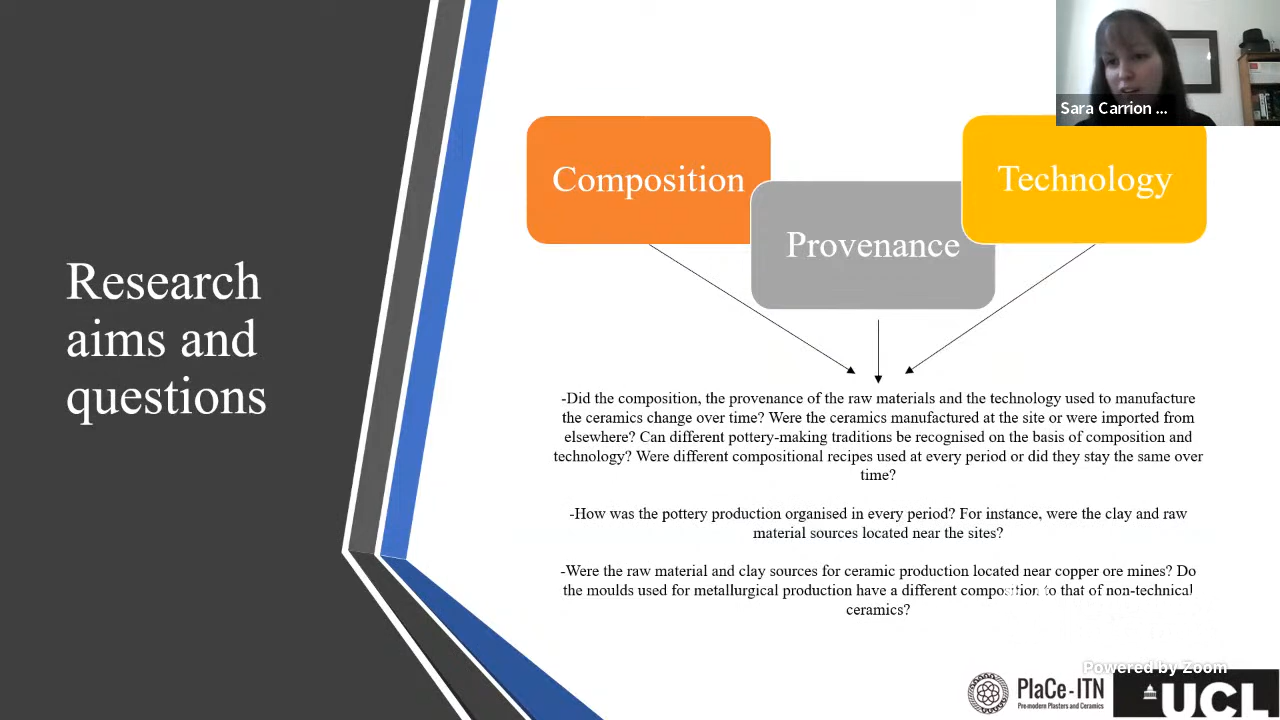 Sara Carrion ...
Composition
Technology
Provenance
Research
aims and
questions
-Did the composition, the provenance of the raw materials and the technology used to manufacture
the ceramics change over time? Were the ceramics manufactured at the site or were imported from
elsewhere? Can different pottery-making traditions be recognised on the basis of composition and
technology? Were different compositional recipes used at every period or did they stay the same over
time?
-How was the pottery production organised in every period? For instance, were the clay and raw
material sources located near the sites?
-Were the raw material and clay sources for ceramic production located near copper ore mines? Do
the moulds used for metallurgical production have a different composition to that of non-technical
ceramics?
Powered by Zoom
PlaCe-ITN
Pre-modern Plasters and Ceramics
UCL